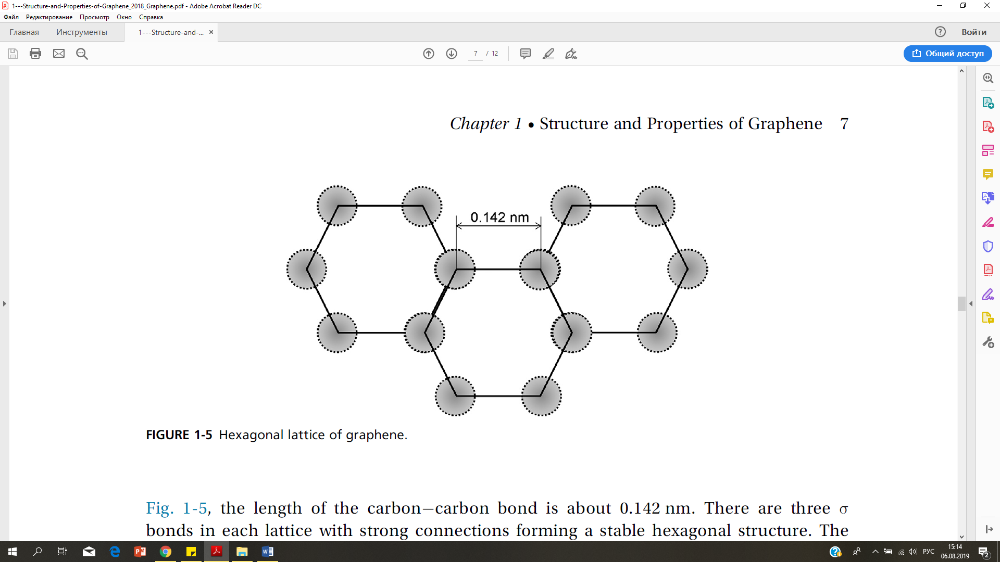 1---Structure-and-Properties-of-Graphene_2018_Graphene.pdf - Adobe Acrobat Reader DC
Файл Редактирование Просмотр Окно Справка
Главная Инструменты 1---Structure-and-... × ? Войти
7 / 12 Общий доступ
Chapter 1 • Structure and Properties of Graphene 7
0.142 nm
FIGURE 1-5 Hexagonal lattice of graphene.
Fig. 1-5, the length of the carbon−carbon bond is about 0.142 nm. There are three σ
bonds in each lattice with strong connections forming a stable hexagonal structure. The
РУС 15:14
06.08.2019 2